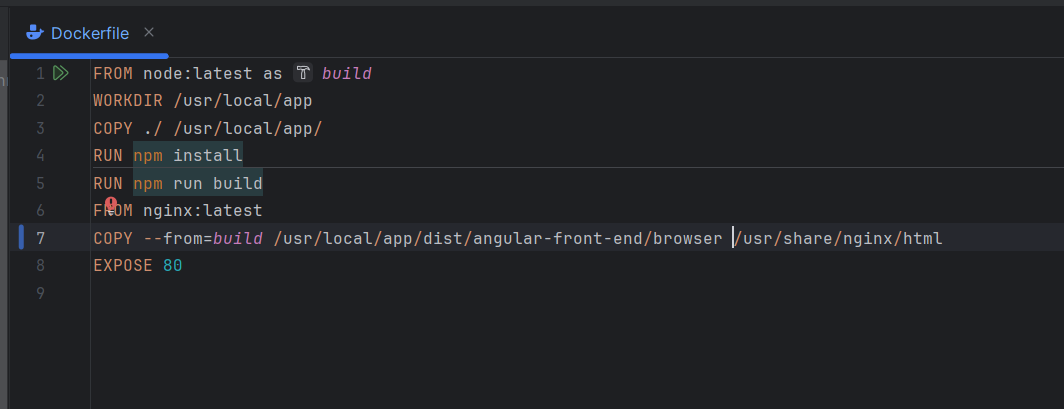 Dockerfile
1 FROM node:latest as build
2 WORKDIR /usr/local/app
3 COPY ./ /usr/local/app/
4 RUN npm install
5 RUN npm run build
6 FROM nginx:latest
7 COPY --from=build /usr/local/app/dist/angular-front-end/browser /usr/share/nginx/html
8 EXPOSE 80
9